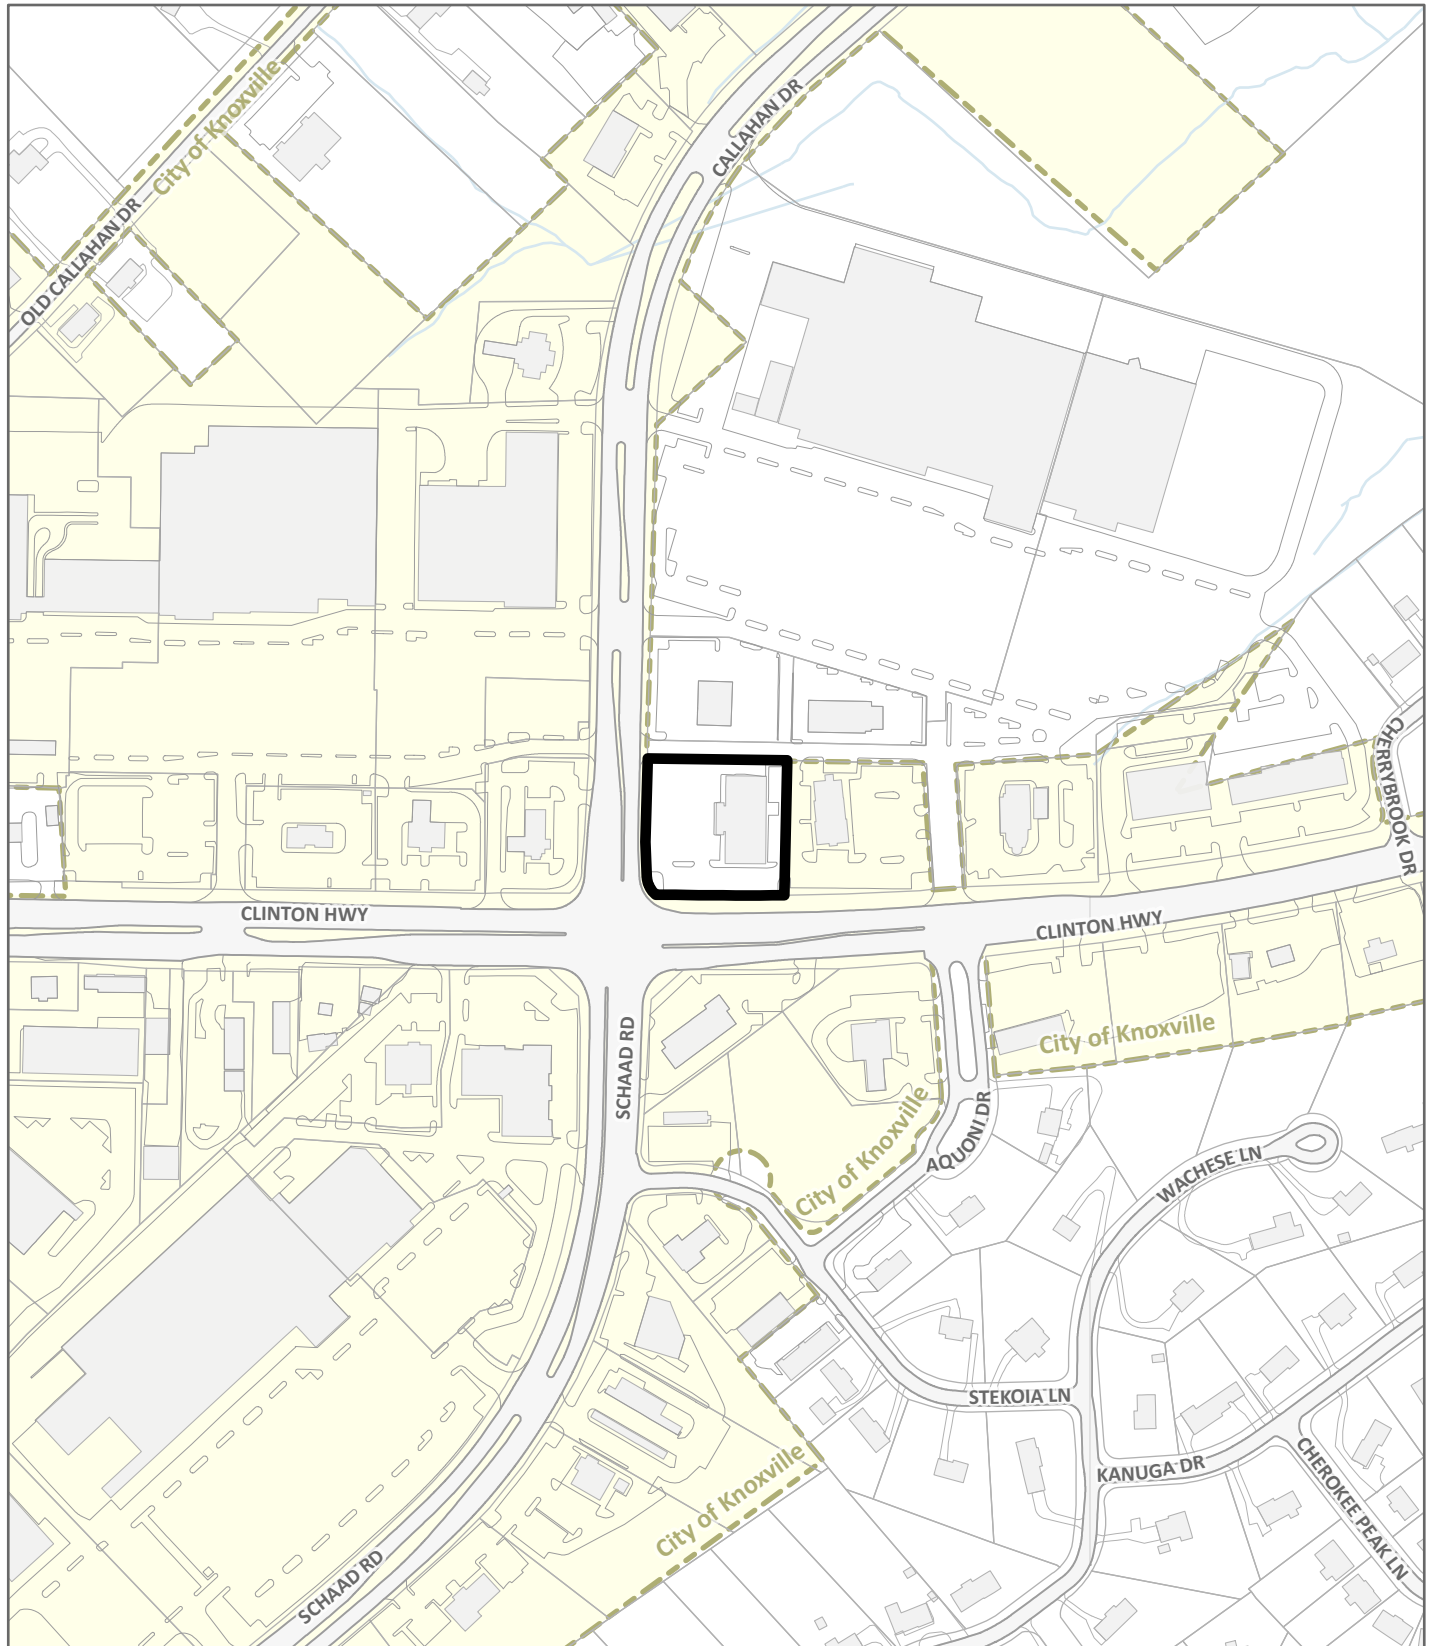 City of Knoxville
CALLAHAN DR
OLD CALLAHAN DR
CHERRYBROOK DR
CLINTON HWY
CLINTON HWY
City of Knoxville
SCHAAD RD
City of Knoxville
AQUONI DR
WACHESE LN
STEKOIA LN
KANUGA DR
CHEROKEE PEAK LN
City of Knoxville
SCHAAD RD